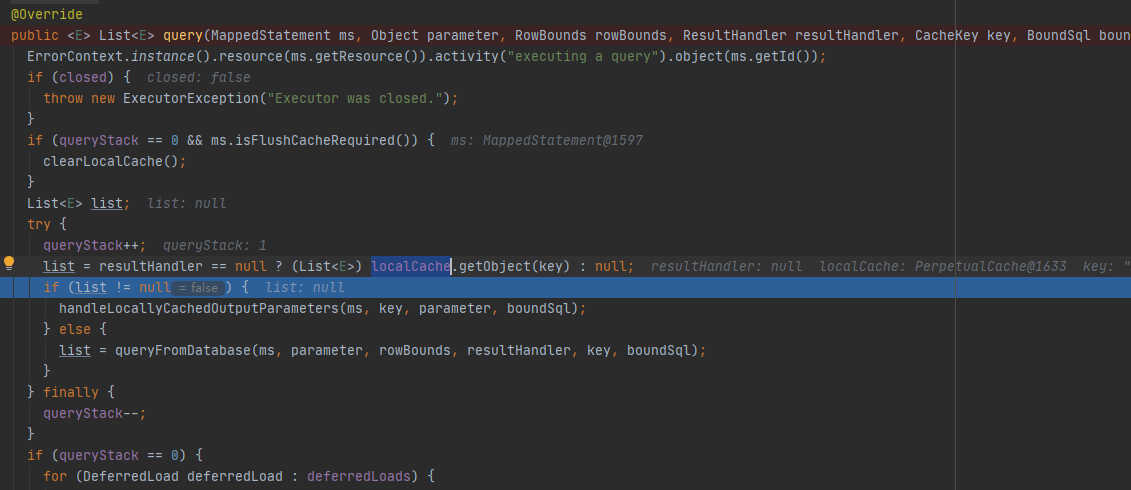 @Override
public <E> List<E> query(MappedStatement ms, Object parameter, RowBounds rowBounds, ResultHandler resultHandler, CacheKey key, BoundSql boun
ErrorContext.instance().resource(ms.getResource()).activity("executing a query").object(ms.getId());
if (closed) { closed: false
throw new ExecutorException("Executor was closed.");
}
if (queryStack == 0 && ms.isFlushCacheRequired()) { ms: MappedStatement@1597
clearLocalCache();
}
List<E> list; list: null
try {
queryStack++; queryStack: 1
list = resultHandler == null ? (List<E>) localCache.getObject(key) : null; resultHandler: null localCache: PerpetualCache@1633 key: "
if (list != null = false ) { list: null
handleLocallyCachedOutputParameters(ms, key, parameter, boundSql);
} else {
list = queryFromDatabase(ms, parameter, rowBounds, resultHandler, key, boundSql);
}
} finally {
queryStack--;
}
if (queryStack == 0) {
for (DeferredLoad deferredLoad : deferredLoads) {